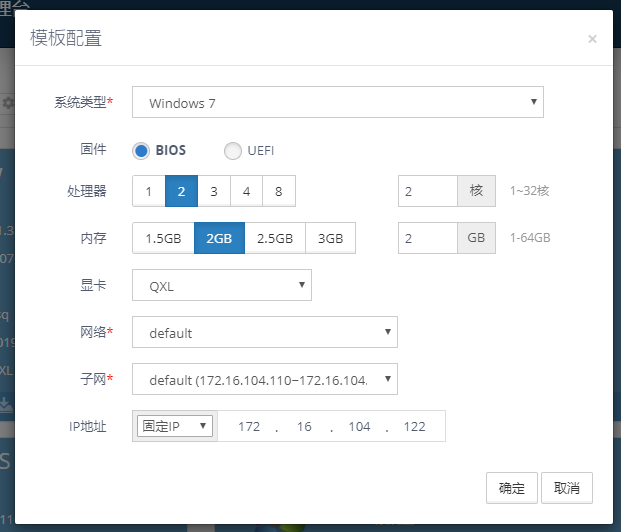 理台
模板配置 ×
系统类型* Windows 7
固件 BIOS UEFI
处理器 1 2 3 4 8 2 核 1~32核
内存 1.5GB 2GB 2.5GB 3GB 2 GB 1-64GB
显卡 QXL
网络* default
子网* default (172.16.104.110~172.16.104.
IP地址 固定IP 172 . 16 . 104 . 122
确定 取消